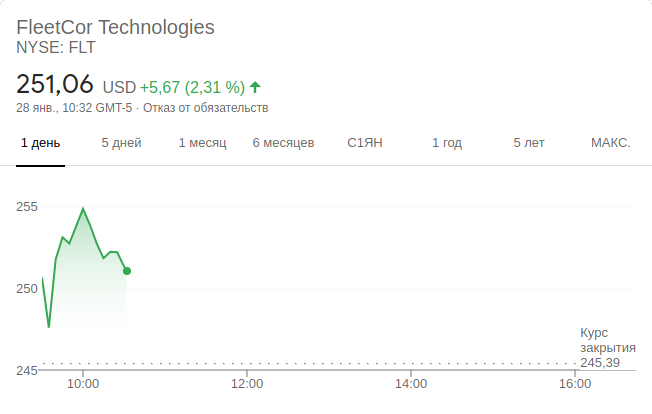 FleetCor Technologies
NYSE: FLT
251,06 USD +5,67 (2,31 %)
28 янв., 10:32 GMT-5 · Отказ от обязательств
1 день 5 дней 1 месяц 6 месяцев С1ЯН 1 год 5 лет МАКС.
255
250
Курс
закрытия
245,39
245
10:00 12:00 14:00 16:00